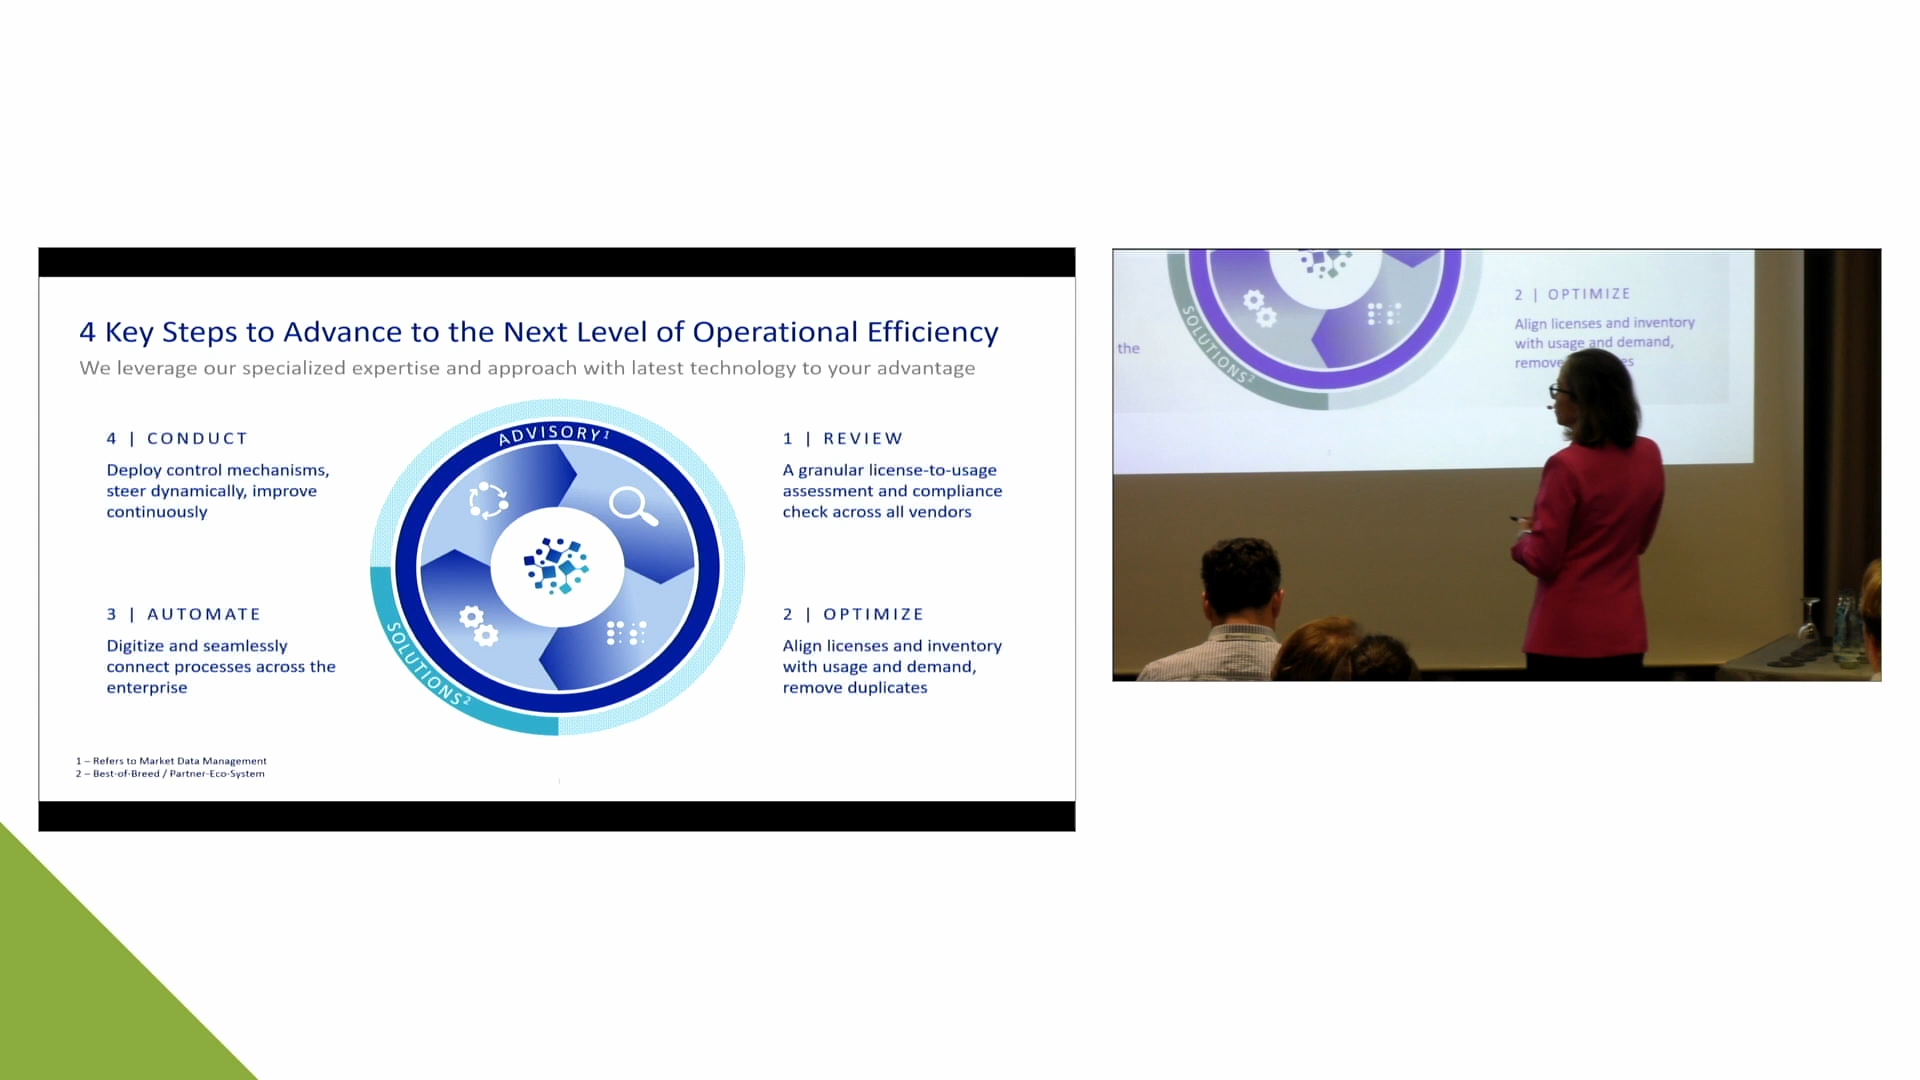 4 Key Steps to Advance to the Next Level of Operational Efficiency
We leverage our specialized expertise and approach with latest technology to your advantage
4 | CONDUCT
Deploy control mechanisms,
steer dynamically, improve
continuously
3 | AUTOMATE
Digitize and seamlessly
connect processes across the
enterprise
ADVISORY¹
SOLUTIONS²
1 | REVIEW
A granular license-to-usage
assessment and compliance
check across all vendors
2 | OPTIMIZE
Align licenses and inventory
with usage and demand,
remove duplicates
1 – Refers to Market Data Management
2 – Best-of-Breed / Partner-Eco-System
the
SOLUTIONS²
2 | OPTIMIZE
Align licenses and inventory
with usage and demand,
remove